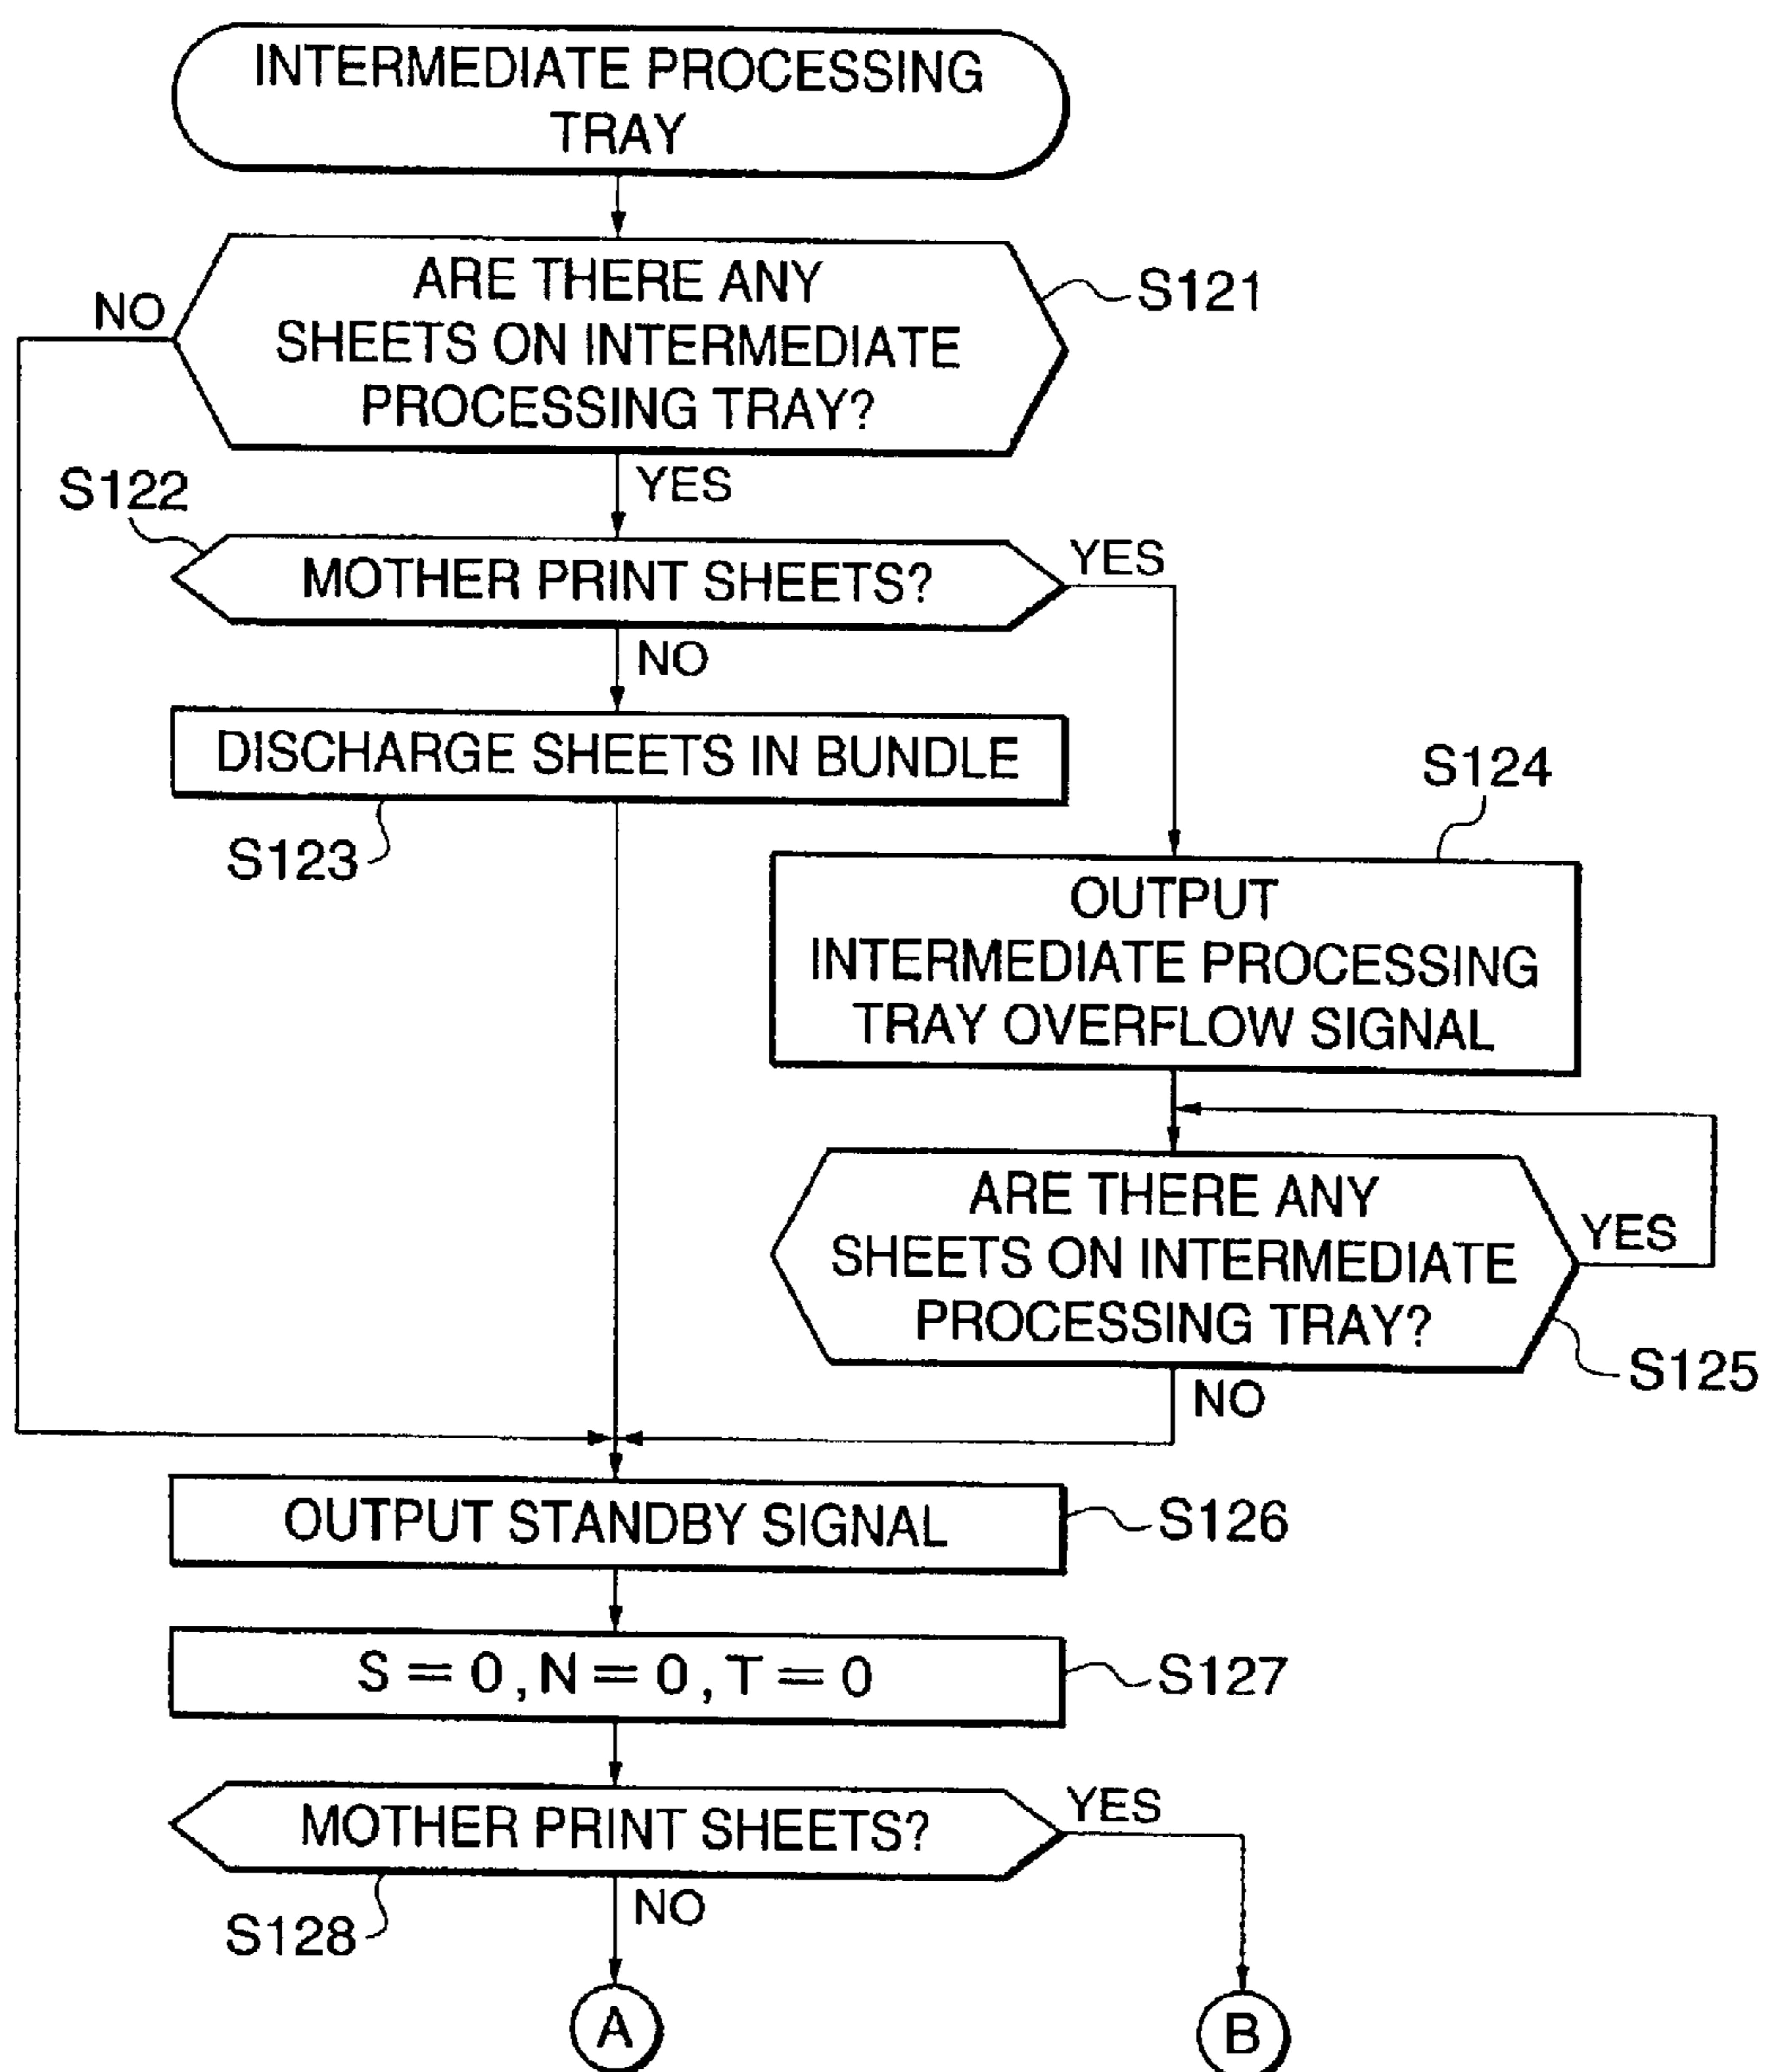 INTERMEDIATE PROCESSING
TRAY
ARE THERE ANY
SHEETS ON INTERMEDIATE
PROCESSING TRAY?
S121
NO
YES
S122
MOTHER PRINT SHEETS?
YES
NO
DISCHARGE SHEETS IN BUNDLE
S123
S124
OUTPUT
INTERMEDIATE PROCESSING
TRAY OVERFLOW SIGNAL
ARE THERE ANY
SHEETS ON INTERMEDIATE
PROCESSING TRAY?
YES
S125
NO
OUTPUT STANDBY SIGNAL
S126
S = 0, N = 0, T = 0
S127
MOTHER PRINT SHEETS?
YES
S128
NO
A
B